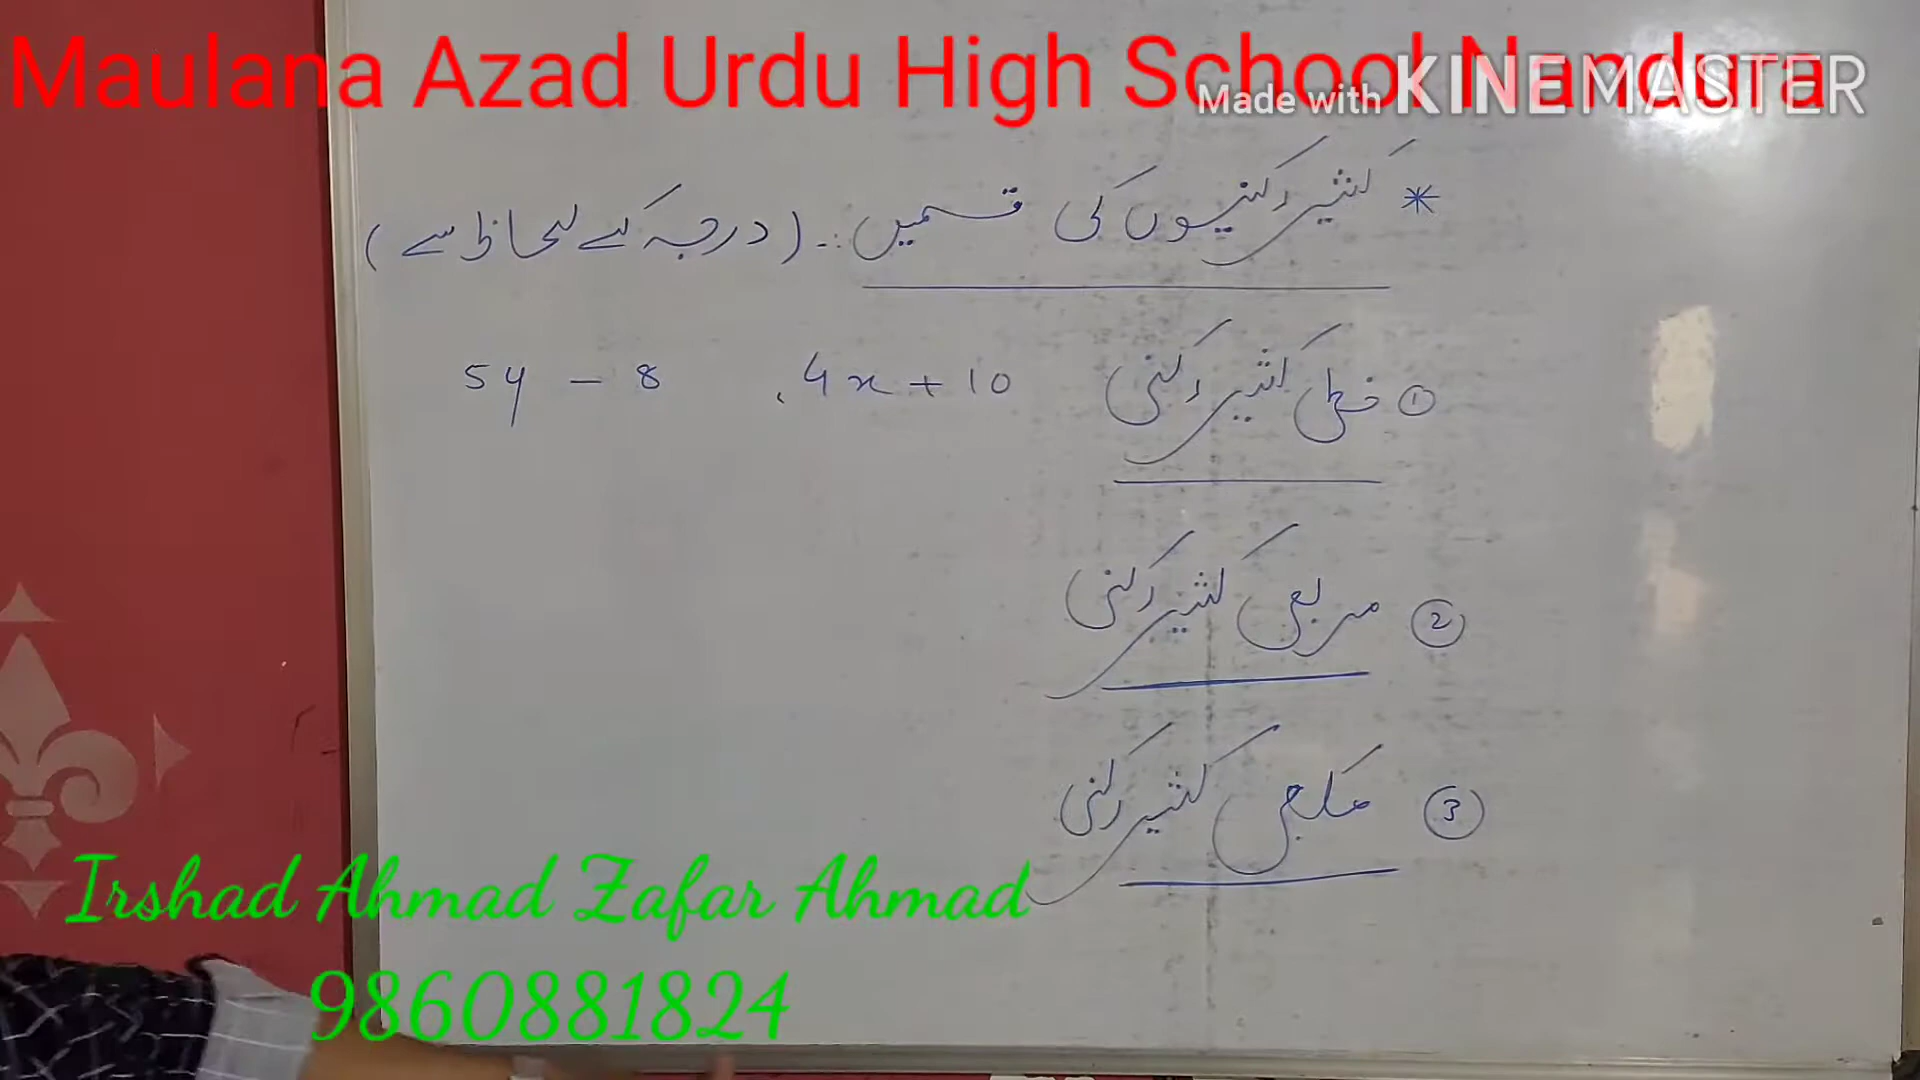 Maulana Azad Urdu High School Nandura
Made with KINEMASTER
* کثیر رکنیوں کی قسمیں :- (درجہ کے لحاظ سے)
① خطی کثیر رکنی 4x + 10 , 5y - 8
② مربعی کثیر رکنی
③ مکعبی کثیر رکنی
Irshad Ahmad Zafar Ahmad
9860881824